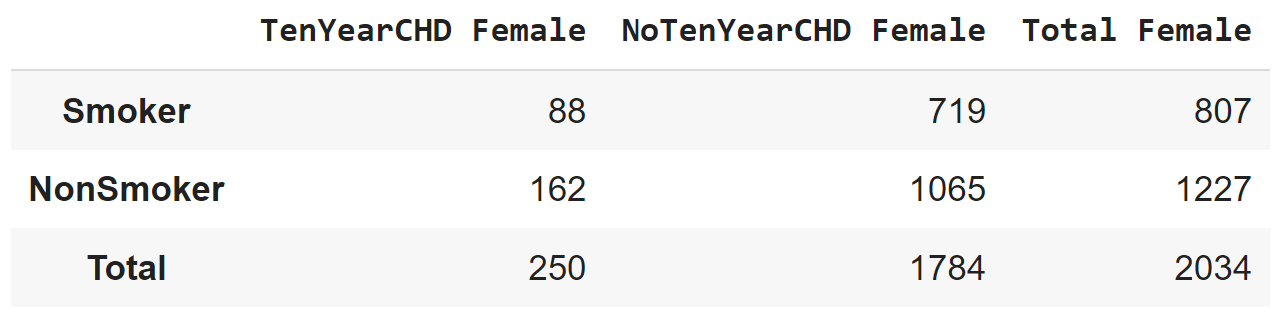 TenYearCHD Female NoTenYearCHD Female Total Female
Smoker 88 719 807
NonSmoker 162 1065 1227
Total 250 1784 2034